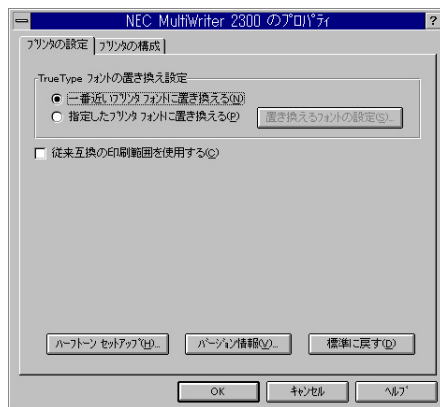 NEC MultiWriter 2300 のﾌﾟﾛﾊﾟﾃｨ
?
ﾌﾟﾘﾝﾀの設定
ﾌﾟﾘﾝﾀの構成
TrueType フォントの置き換え設定
一番近いﾌﾟﾘﾝﾀ ﾌｫﾝﾄに置き換える(N)
指定したﾌﾟﾘﾝﾀ ﾌｫﾝﾄに置き換える(P)
置き換えるﾌｫﾝﾄの設定(S)...
従来互換の印刷範囲を使用する(C)
ﾊｰﾌﾄｰﾝ ｾｯﾄｱｯﾌﾟ(H)...
ﾊﾞｰｼﾞｮﾝ情報(V)...
標準に戻す(D)
OK
ｷｬﾝｾﾙ
ﾍﾙﾌﾟ